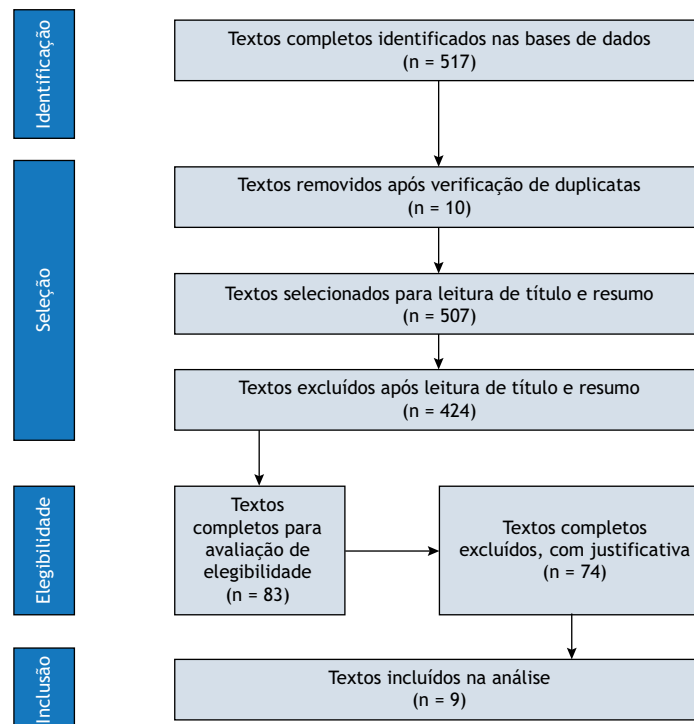 Identificação
Textos completos identificados nas bases de dados
(n = 517)
Seleção
Textos removidos após verificação de duplicatas
(n = 10)
Textos selecionados para leitura de título e resumo
(n = 507)
Textos excluídos após leitura de título e resumo
(n = 424)
Elegibilidade
Textos
completos para
avaliação de
elegibilidade
(n = 83)
Textos completos
excluídos, com justificativa
(n = 74)
Inclusão
Textos incluídos na análise
(n = 9)